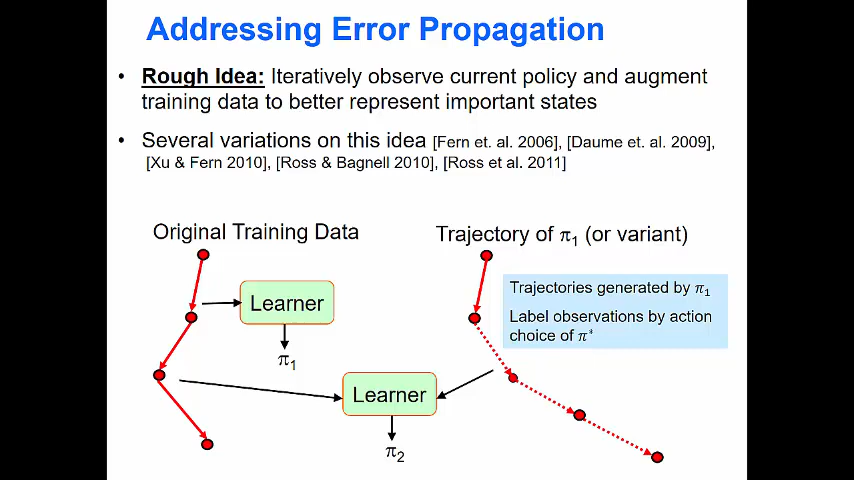 Addressing Error Propagation
• Rough Idea: Iteratively observe current policy and augment
training data to better represent important states
• Several variations on this idea [Fern et. al. 2006], [Daume et. al. 2009],
[Xu & Fern 2010], [Ross & Bagnell 2010], [Ross et al. 2011]
Original Training Data
Trajectory of π₁ (or variant)
Trajectories generated by π₁
Label observations by action
choice of π*
Learner
π₁
Learner
π₂